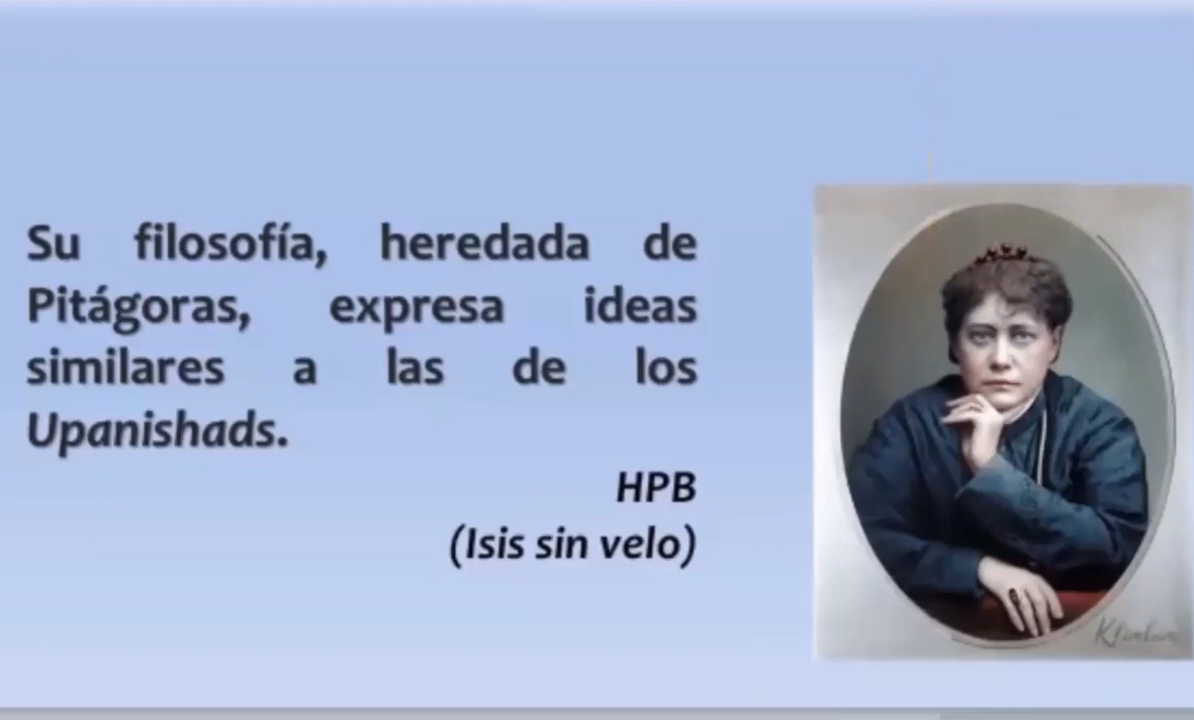 Su filosofía, heredada de
Pitágoras, expresa ideas
similares a las de los
Upanishads.
HPB
(Isis sin velo)